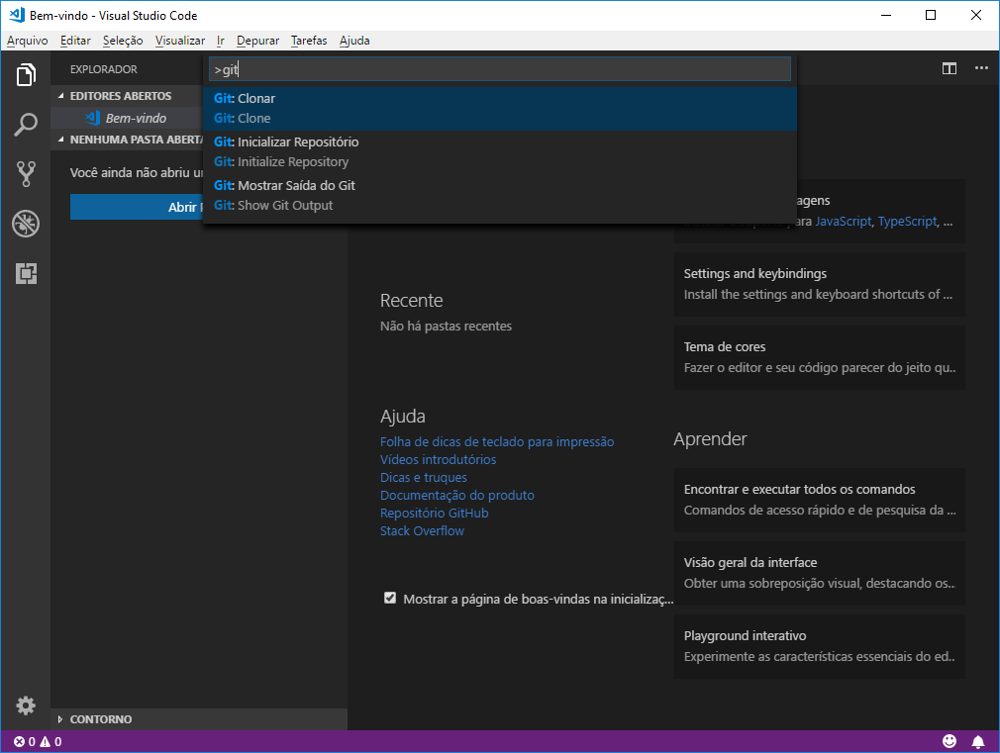 Bem-vindo - Visual Studio Code
Arquivo Editar Seleção Visualizar Ir Depurar Tarefas Ajuda
EXPLORADOR
>git
EDITORES ABERTOS
Bem-vindo
NENHUMA PASTA ABERTA
Você ainda não abriu
Abrir
Git: Clonar
Git: Clone
Git: Inicializar Repositório
Git: Initialize Repository
Git: Mostrar Saída do Git
Git: Show Git Output
agens
ara JavaScript, TypeScript, ...
Settings and keybindings
Install the settings and keyboard shortcuts of ...
Tema de cores
Fazer o editor e seu código parecer do jeito qu...
Recente
Não há pastas recentes
Ajuda
Folha de dicas de teclado para impressão
Vídeos introdutórios
Dicas e truques
Documentação do produto
Repositório GitHub
Stack Overflow
Mostrar a página de boas-vindas na inicializaç...
Aprender
Encontrar e executar todos os comandos
Comandos de acesso rápido e de pesquisa da ...
Visão geral da interface
Obter uma sobreposição visual, destacando os...
Playground interativo
Experimente as características essenciais do ed...
CONTORNO
0 0